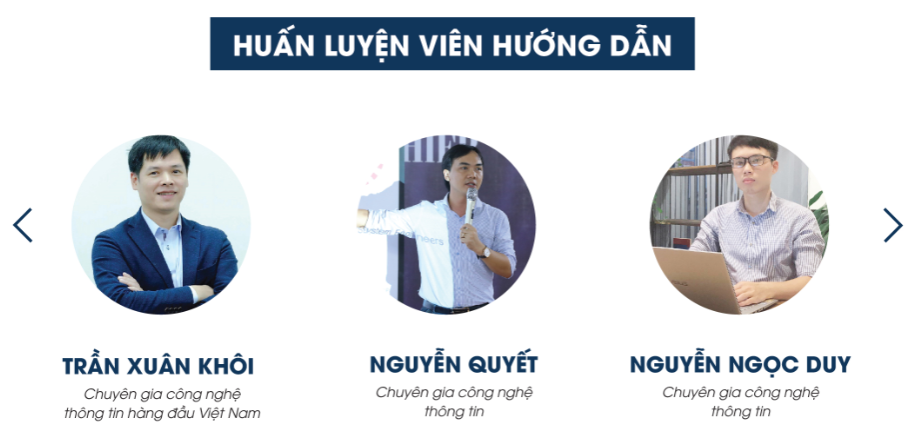 HUẤN LUYỆN VIÊN HƯỚNG DẪN
TRẦN XUÂN KHÔI
Chuyên gia công nghệ
thông tin hàng đầu Việt Nam
NGUYỄN QUYẾT
Chuyên gia công nghệ
thông tin
NGUYỄN NGỌC DUY
Chuyên gia công nghệ
thông tin